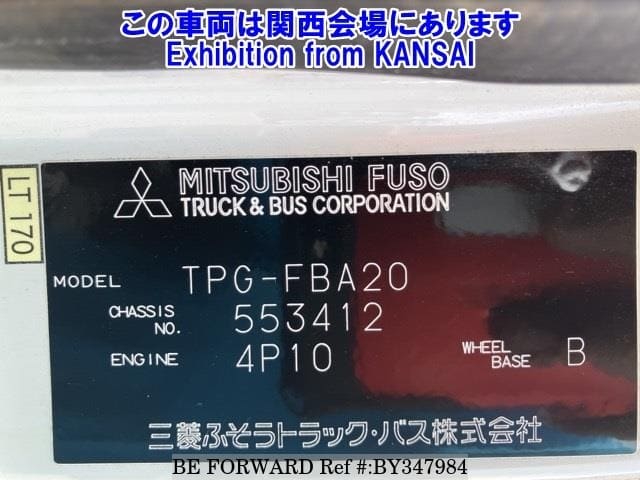 この車両は関西会場にあります
Exhibition from KANSAI
MITSUBISHI FUSO
TRUCK & BUS CORPORATION
LT 170
MODEL TPG-FBA20
CHASSIS NO. 553412
ENGINE 4P10 WHEEL BASE B
三菱ふそうトラック・バス株式会社
BE FORWARD Ref #:BY347984